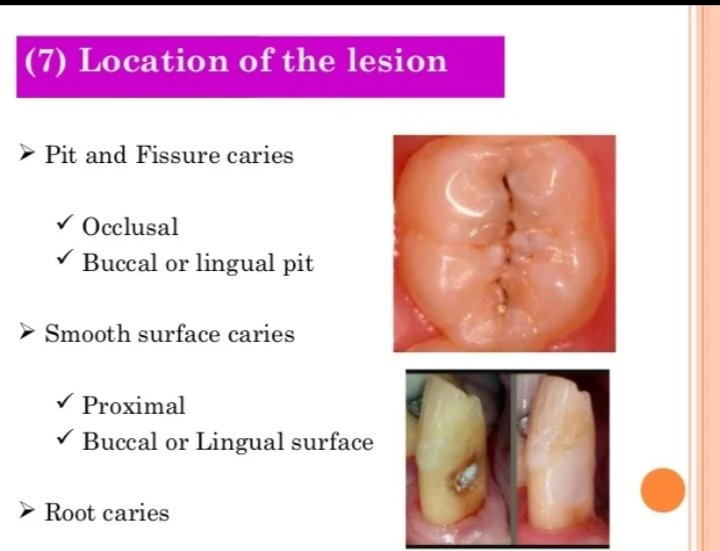 (7) Location of the lesion
➢ Pit and Fissure caries
✓ Occlusal
✓ Buccal or lingual pit
➢ Smooth surface caries
✓ Proximal
✓ Buccal or Lingual surface
➢ Root caries